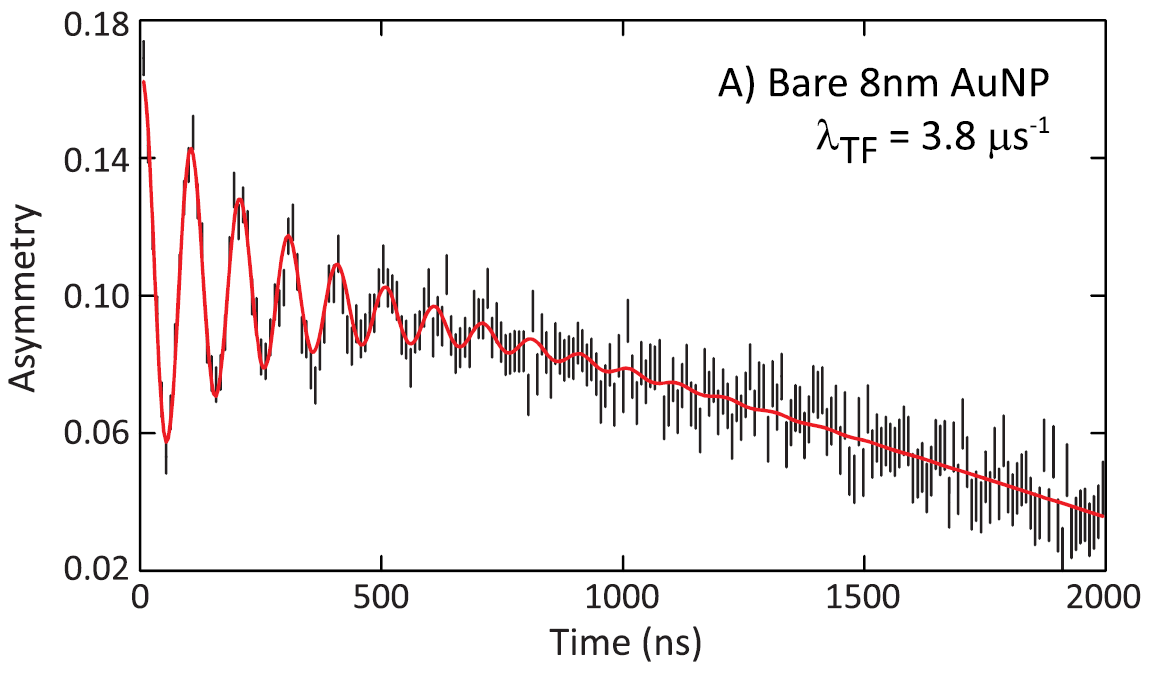 0.18
A) Bare 8nm AuNP
λTF = 3.8 μs-1
0.14
0.10
0.06
0.02
Asymmetry
0 500 1000 1500 2000
Time (ns)